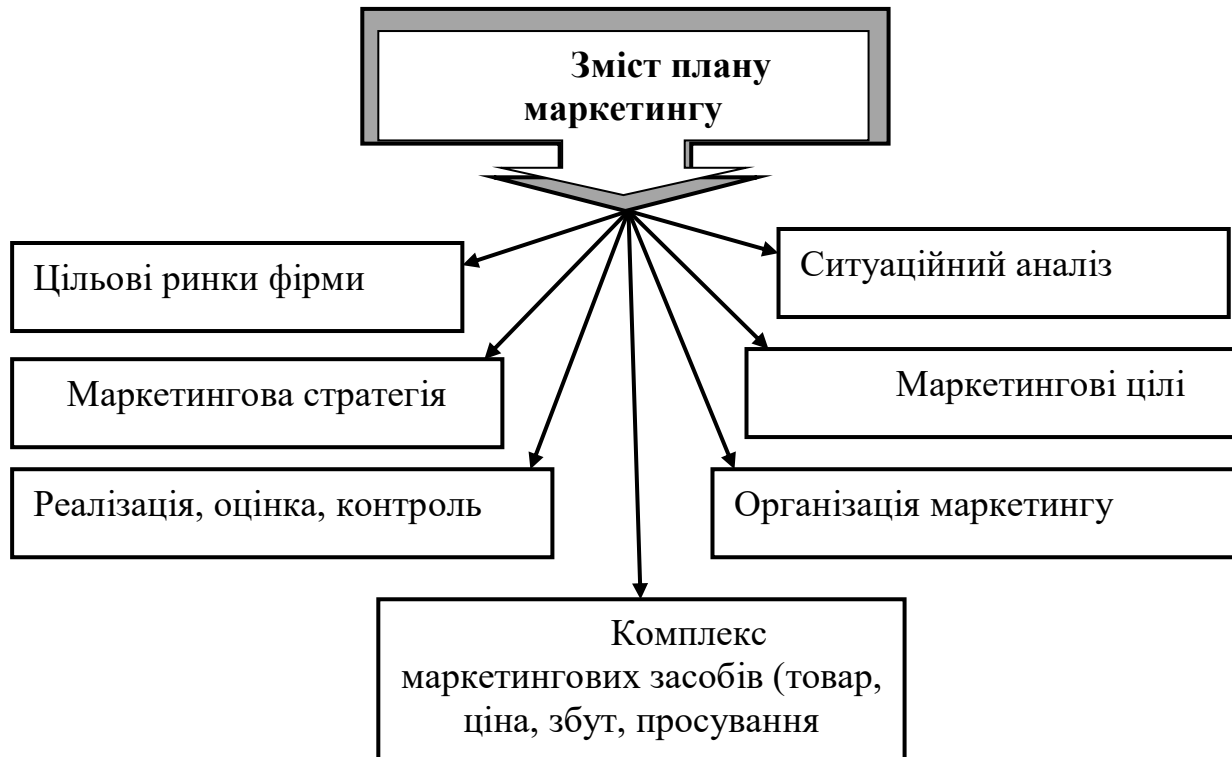 Зміст плану
маркетингу
Цільові ринки фірми
Ситуаційний аналіз
Маркетингова стратегія
Маркетингові цілі
Реалізація, оцінка, контроль
Організація маркетингу
Комплекс
маркетингових засобів (товар,
ціна, збут, просування